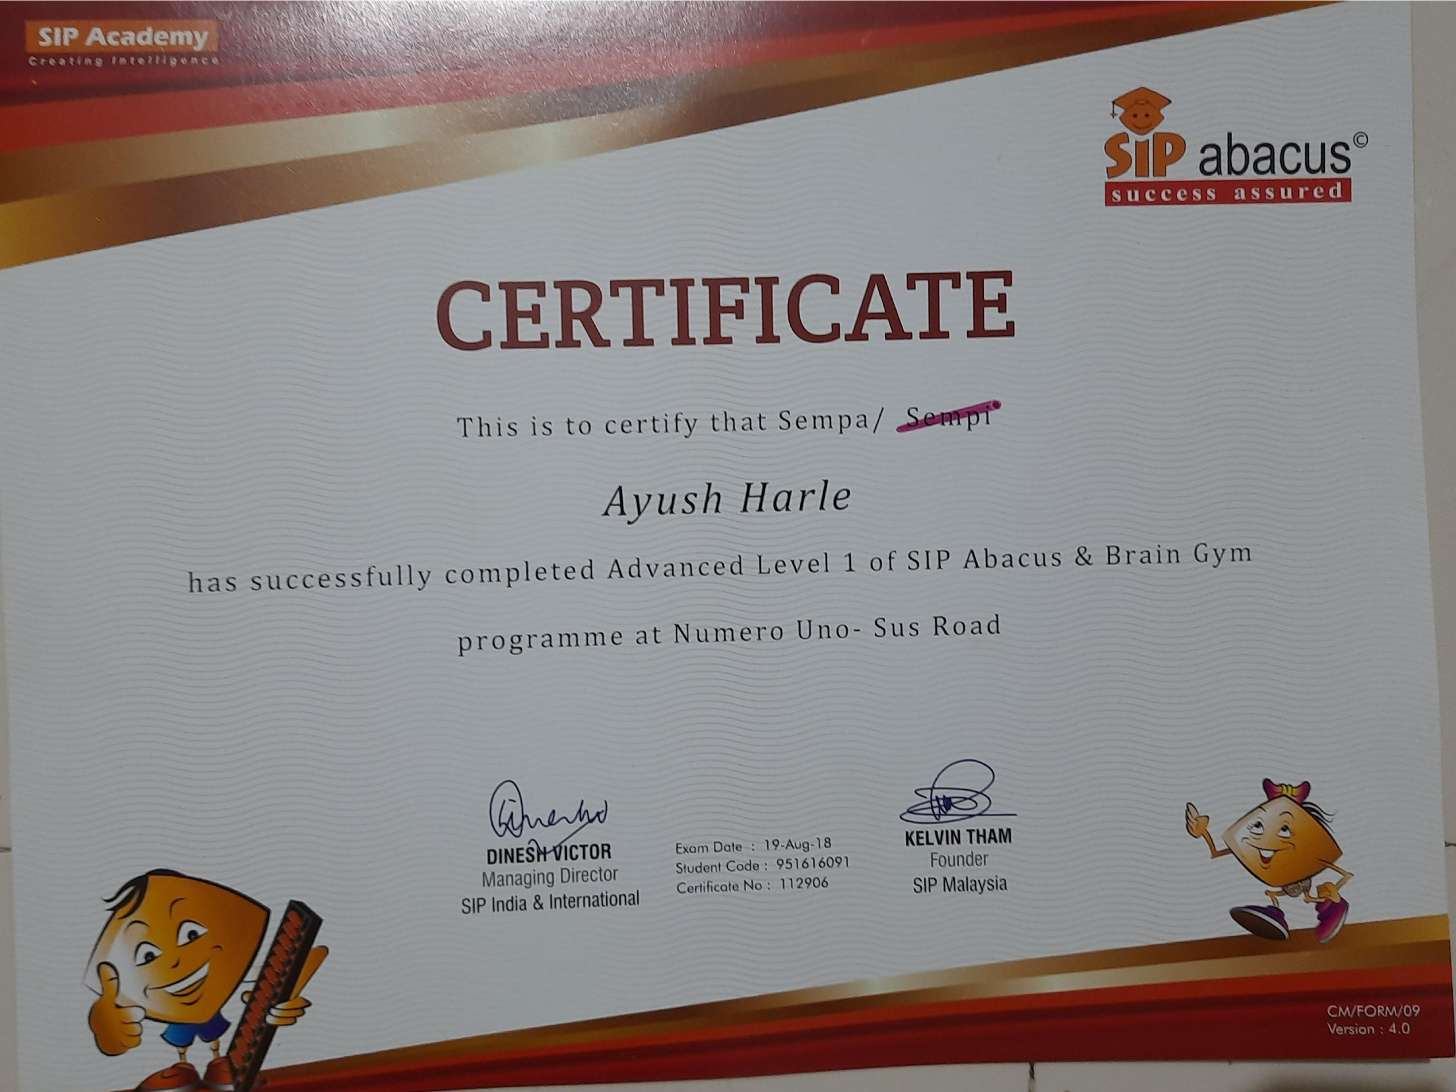 SIP Academy
Creating Intelligence
SIP abacus©
success assured
CERTIFICATE
This is to certify that Sempa/ Sempi
Ayush Harle
has successfully completed Advanced Level 1 of SIP Abacus & Brain Gym
programme at Numero Uno- Sus Road
DINESH VICTOR
Managing Director
SIP India & International
Exam Date : 19-Aug-18
Student Code : 951616091
Certificate No : 112906
KELVIN THAM
Founder
SIP Malaysia
CM/FORM/09
Version : 4.0